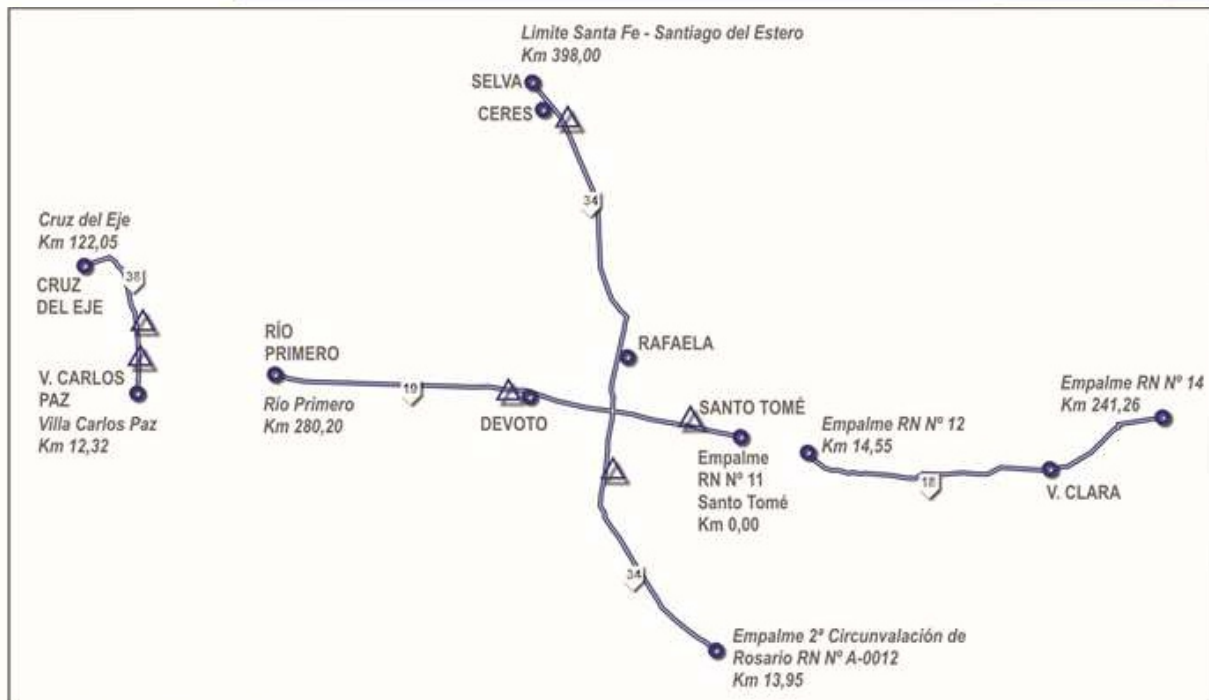 Limite Santa Fe - Santiago del Estero
Km 398,00
SELVA
CERES
34
Cruz del Eje
Km 122,05
CRUZ
DEL EJE
38
V. CARLOS
PAZ
Villa Carlos Paz
Km 12,32
RÍO
PRIMERO
Río Primero
Km 280,20
19
DEVOTO
RAFAELA
SANTO TOMÉ
Empalme
RN Nº 11
Santo Tomé
Km 0,00
Empalme RN Nº 12
Km 14,55
18
V. CLARA
Empalme RN Nº 14
Km 241,26
34
Empalme 2ª Circunvalación de
Rosario RN Nº A-0012
Km 13,95